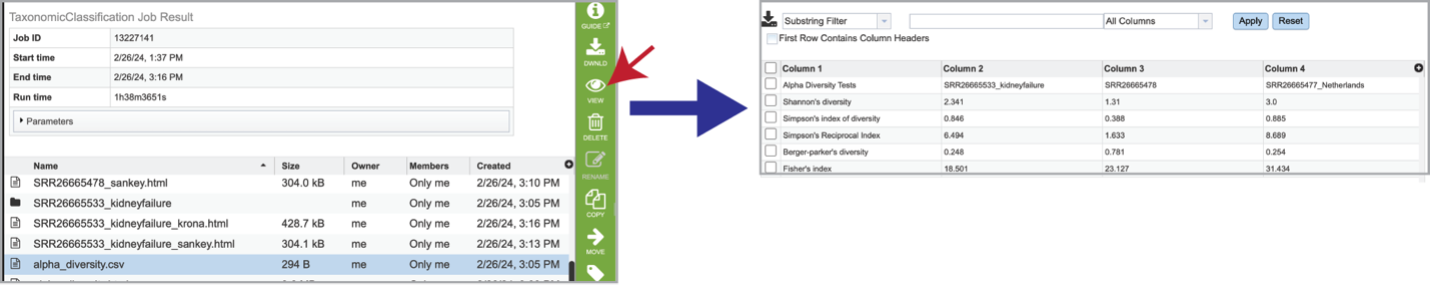 TaxonomicClassification Job Result
Job ID 13227141
Start time 2/26/24, 1:37 PM
End time 2/26/24, 3:16 PM
Run time 1h38m3651s
Parameters
Name Size Owner Members Created
SRR26665478_sankey.html 304.0 kB me Only me 2/26/24, 3:10 PM
SRR26665533_kidneyfailure me Only me 2/26/24, 3:05 PM
SRR26665533_kidneyfailure_krona.html 428.7 kB me Only me 2/26/24, 3:16 PM
SRR26665533_kidneyfailure_sankey.html 304.1 kB me Only me 2/26/24, 3:13 PM
alpha_diversity.csv 294 B me Only me 2/26/24, 3:05 PM
GUIDE
DWNLD
VIEW
DELETE
RENAME
COPY
MOVE
Substring Filter All Columns Apply Reset
First Row Contains Column Headers
Column 1 Column 2 Column 3 Column 4
Alpha Diversity Tests SRR26665533_kidneyfailure SRR26665478 SRR26665477_Netherlands
Shannon's diversity 2.341 1.31 3.0
Simpson's index of diversity 0.846 0.388 0.885
Simpson's Reciprocal Index 6.494 1.633 8.689
Berger-parker's diversity 0.248 0.781 0.254
Fisher's index 18.501 23.127 31.434